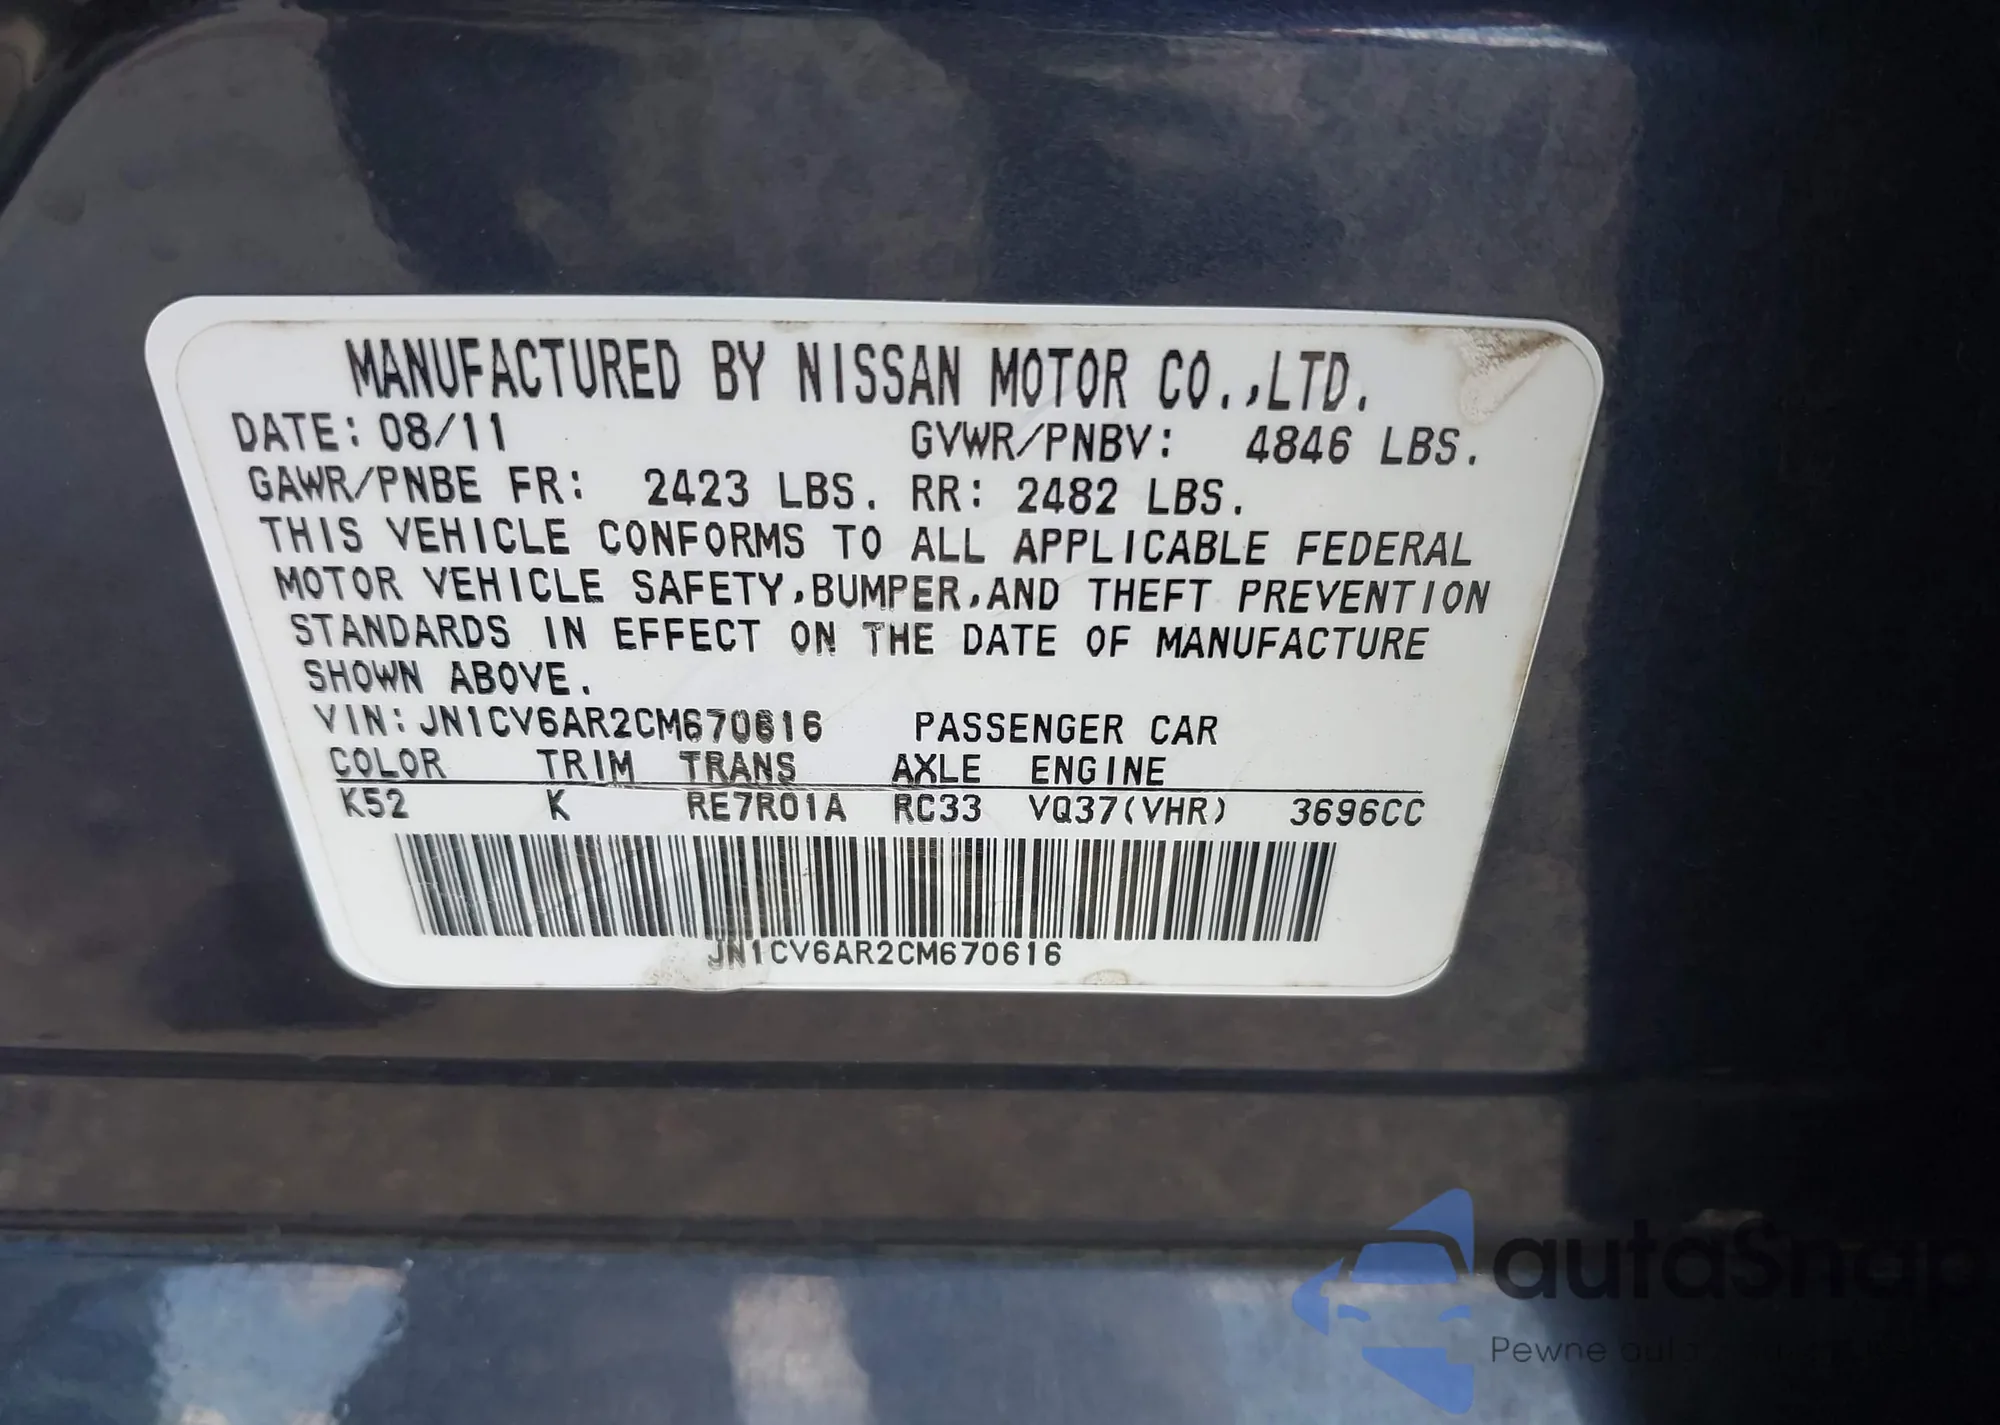 MANUFACTURED BY NISSAN MOTOR CO.,LTD.
DATE: 08/11 GVWR/PNBV: 4846 LBS.
GAWR/PNBE FR: 2423 LBS. RR: 2482 LBS.
THIS VEHICLE CONFORMS TO ALL APPLICABLE FEDERAL
MOTOR VEHICLE SAFETY,BUMPER,AND THEFT PREVENTION
STANDARDS IN EFFECT ON THE DATE OF MANUFACTURE
SHOWN ABOVE.
VIN: JN1CV6AR2CM670616 PASSENGER CAR
COLOR TRIM TRANS AXLE ENGINE
K52 K RE7R01A RC33 VQ37(VHR) 3696CC
JN1CV6AR2CM670616
autaSnap
Pewne